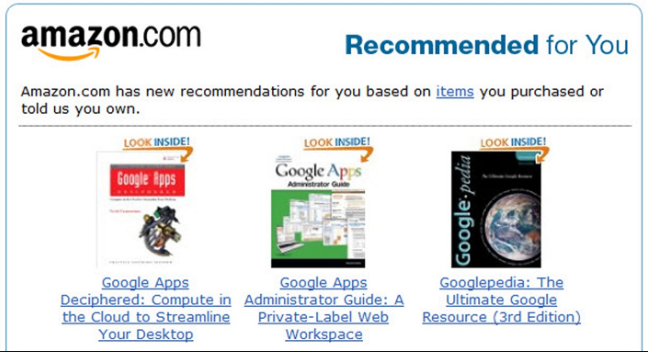 amazon.com
Recommended for You
Amazon.com has new recommendations for you based on items you purchased or
told us you own.
LOOK INSIDE! LOOK INSIDE! LOOK INSIDE!
Google Apps
DECIPHERED
Google Apps
Administrator Guide
Google·pedia
The Ultimate Google Resource
Google Apps
Deciphered: Compute in
the Cloud to Streamline
Your Desktop
Google Apps
Administrator Guide: A
Private-Label Web
Workspace
Googlepedia: The
Ultimate Google
Resource (3rd Edition)